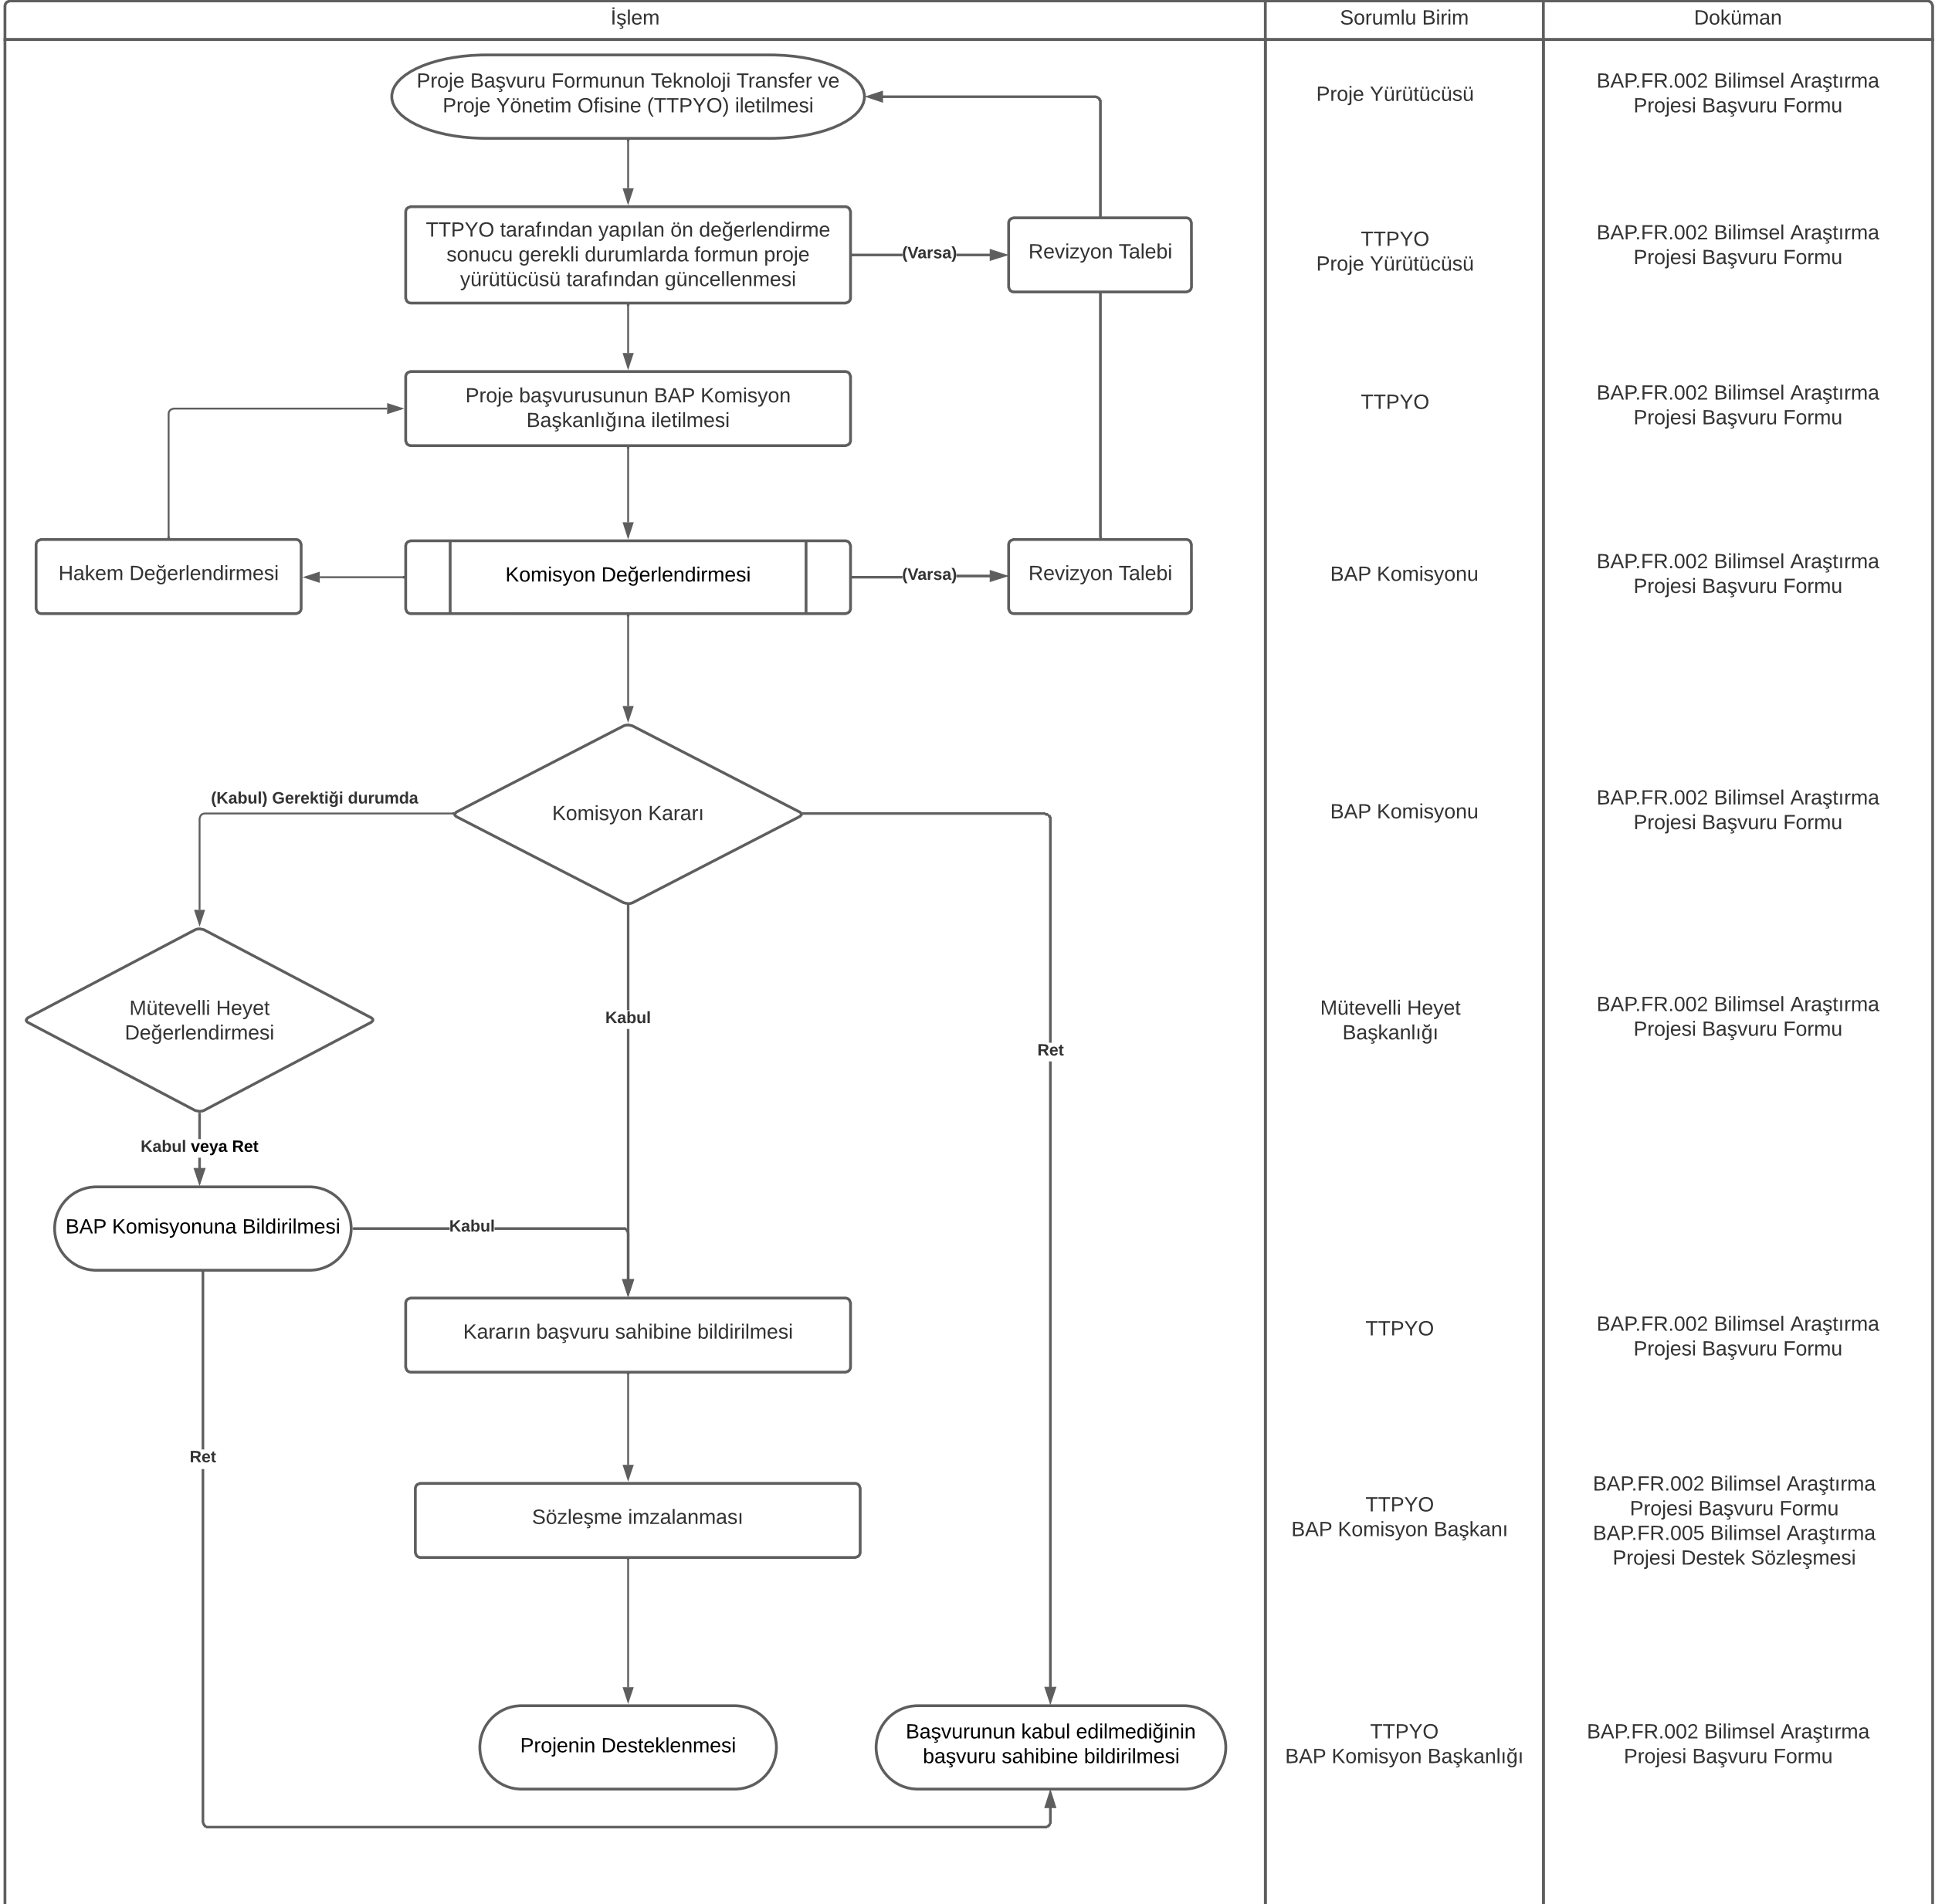 İşlem
Sorumlu Birim
Doküman
Proje Başvuru Formunun Teknoloji Transfer ve
Proje Yönetim Ofisine (TTPYO) iletilmesi
Proje Yürütücüsü
BAP.FR.002 Bilimsel Araştırma
Projesi Başvuru Formu
TTPYO tarafından yapılan ön değerlendirme
sonucu gerekli durumlarda formun proje
yürütücüsü tarafından güncellenmesi
(Varsa)
Revizyon Talebi
TTPYO
Proje Yürütücüsü
BAP.FR.002 Bilimsel Araştırma
Projesi Başvuru Formu
Proje başvurusunun BAP Komisyon
Başkanlığına iletilmesi
TTPYO
BAP.FR.002 Bilimsel Araştırma
Projesi Başvuru Formu
Hakem Değerlendirmesi
Komisyon Değerlendirmesi
(Varsa)
Revizyon Talebi
BAP Komisyonu
BAP.FR.002 Bilimsel Araştırma
Projesi Başvuru Formu
(Kabul) Gerektiği durumda
Komisyon Kararı
BAP Komisyonu
BAP.FR.002 Bilimsel Araştırma
Projesi Başvuru Formu
Mütevelli Heyet
Değerlendirmesi
Kabul
Ret
Mütevelli Heyet
Başkanlığı
BAP.FR.002 Bilimsel Araştırma
Projesi Başvuru Formu
Kabul veya Ret
BAP Komisyonuna Bildirilmesi
Kabul
Kararın başvuru sahibine bildirilmesi
TTPYO
BAP.FR.002 Bilimsel Araştırma
Projesi Başvuru Formu
Ret
Sözleşme imzalanması
TTPYO
BAP Komisyon Başkanı
BAP.FR.002 Bilimsel Araştırma
Projesi Başvuru Formu
BAP.FR.005 Bilimsel Araştırma
Projesi Destek Sözleşmesi
Projenin Desteklenmesi
Başvurunun kabul edilmediğinin
başvuru sahibine bildirilmesi
TTPYO
BAP Komisyon Başkanlığı
BAP.FR.002 Bilimsel Araştırma
Projesi Başvuru Formu